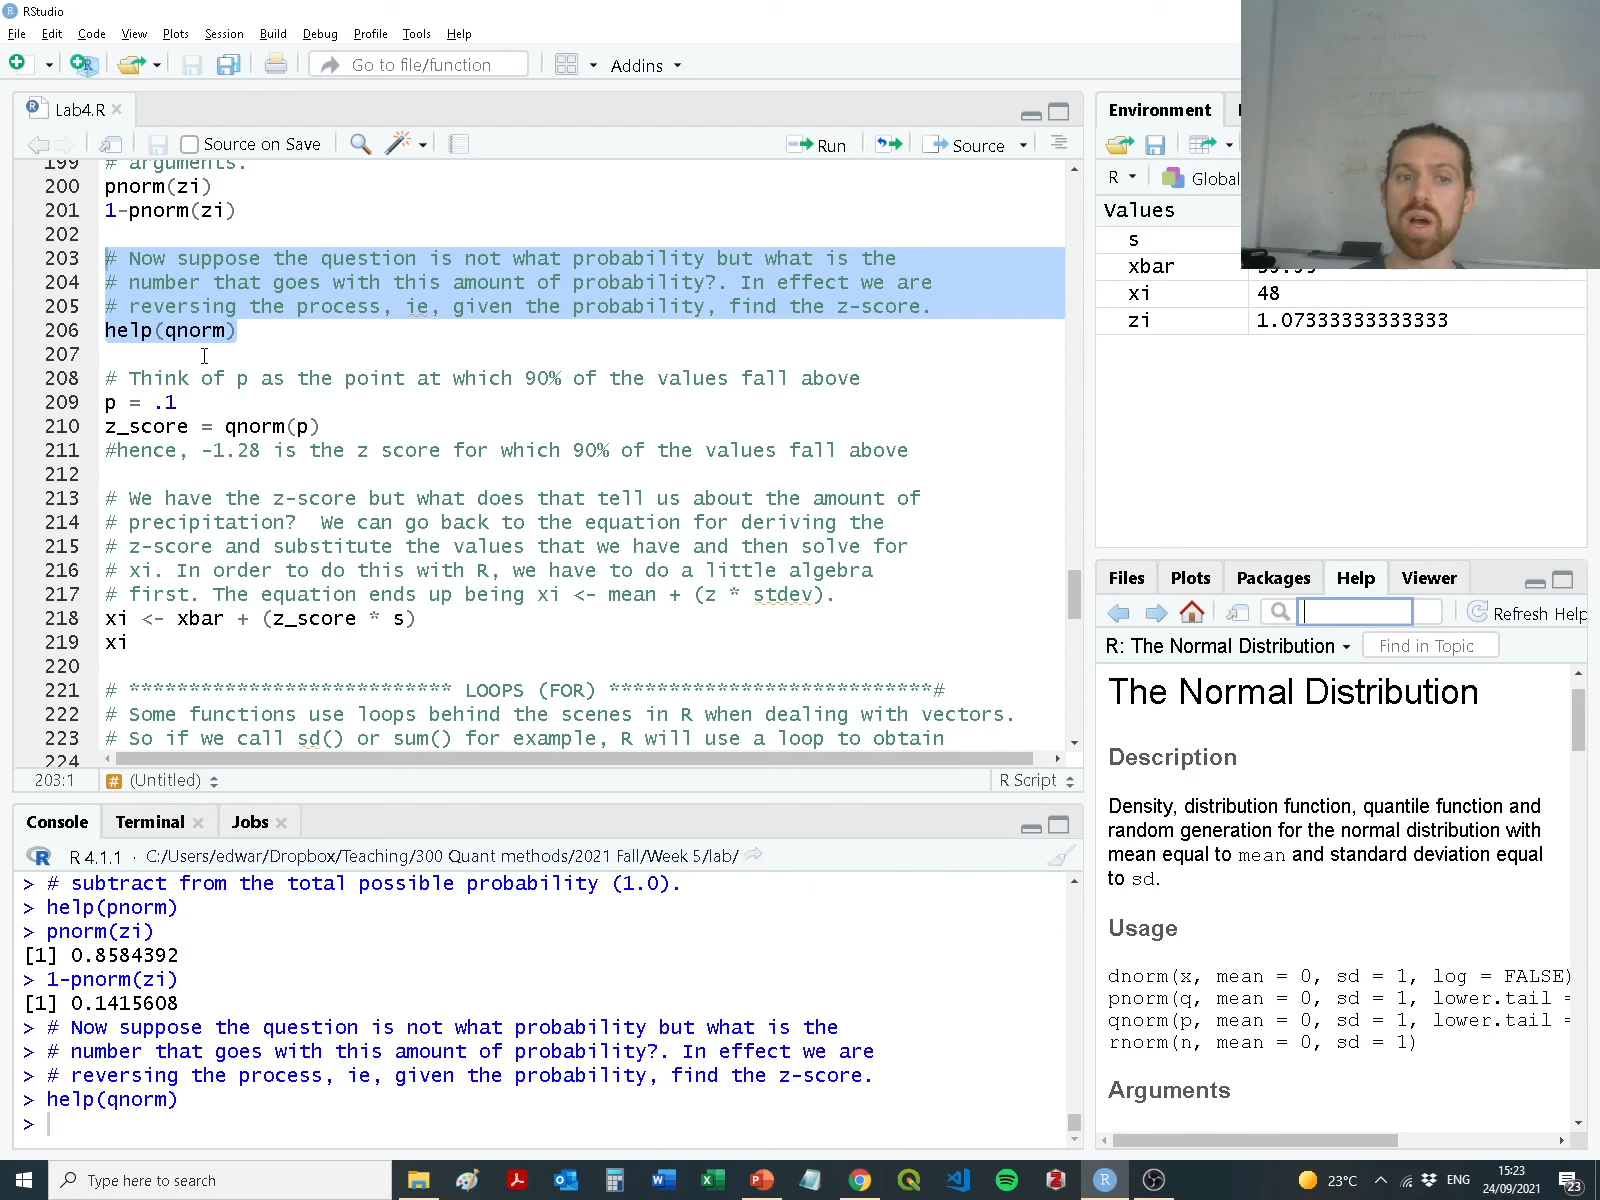 RStudio
File Edit Code View Plots Session Build Debug Profile Tools Help
Go to file/function Addins
Lab4.R
Source on Save Run Source
199 # arguments.
200 pnorm(zi)
201 1-pnorm(zi)
202
203 # Now suppose the question is not what probability but what is the
204 # number that goes with this amount of probability?. In effect we are
205 # reversing the process, ie, given the probability, find the z-score.
206 help(qnorm)
207
208 # Think of p as the point at which 90% of the values fall above
209 p = .1
210 z_score = qnorm(p)
211 #hence, -1.28 is the z score for which 90% of the values fall above
212
213 # We have the z-score but what does that tell us about the amount of
214 # precipitation?  We can go back to the equation for deriving the
215 # z-score and substitute the values that we have and then solve for
216 # xi. In order to do this with R, we have to do a little algebra
217 # first. The equation ends up being xi <- mean + (z * stdev).
218 xi <- xbar + (z_score * s)
219 xi
220
221 # *************************** LOOPS (FOR) ***************************#
222 # Some functions use loops behind the scenes in R when dealing with vectors.
223 # So if we call sd() or sum() for example, R will use a loop to obtain
224
203:1 # (Untitled) R Script
Console Terminal Jobs
R R 4.1.1 · C:/Users/edwar/Dropbox/Teaching/300 Quant methods/2021 Fall/Week 5/lab/
> # subtract from the total possible probability (1.0).
> help(pnorm)
> pnorm(zi)
[1] 0.8584392
> 1-pnorm(zi)
[1] 0.1415608
> # Now suppose the question is not what probability but what is the
> # number that goes with this amount of probability?. In effect we are
> # reversing the process, ie, given the probability, find the z-score.
> help(qnorm)
>
Environment
R Global
Values
s
xbar
xi 48
zi 1.07333333333333
Files Plots Packages Help Viewer
Refresh Help
R: The Normal Distribution Find in Topic
The Normal Distribution
Description
Density, distribution function, quantile function and
random generation for the normal distribution with
mean equal to mean and standard deviation equal
to sd.
Usage
dnorm(x, mean = 0, sd = 1, log = FALSE)
pnorm(q, mean = 0, sd = 1, lower.tail =
qnorm(p, mean = 0, sd = 1, lower.tail =
rnorm(n, mean = 0, sd = 1)
Arguments
Type here to search
23°C ENG
15:23
24/09/2021
23